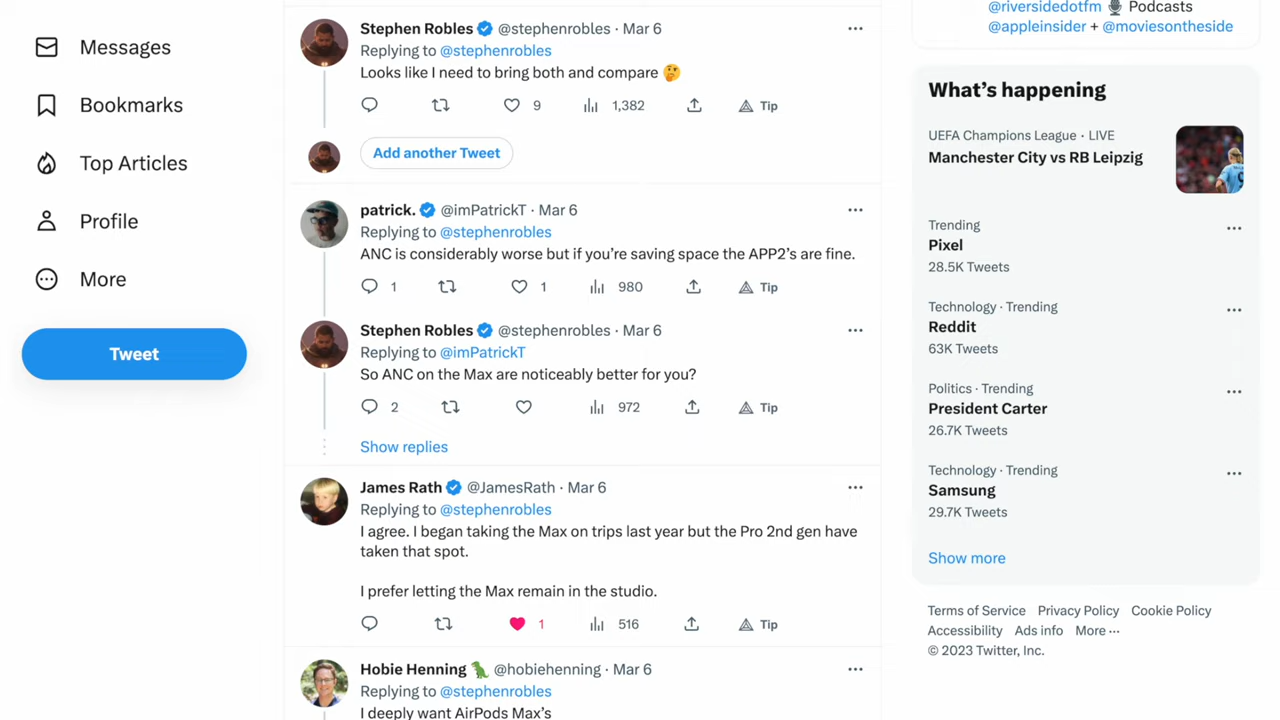 Messages
Bookmarks
Top Articles
Profile
More
Tweet
Stephen Robles @stephenrobles · Mar 6
Replying to @stephenrobles
Looks like I need to bring both and compare 🤔
9 1,382 Tip
Add another Tweet
patrick. @imPatrickT · Mar 6
Replying to @stephenrobles
ANC is considerably worse but if you're saving space the APP2's are fine.
1 1 980 Tip
Stephen Robles @stephenrobles · Mar 6
Replying to @imPatrickT
So ANC on the Max are noticeably better for you?
2 972 Tip
Show replies
James Rath @JamesRath · Mar 6
Replying to @stephenrobles
I agree. I began taking the Max on trips last year but the Pro 2nd gen have
taken that spot.
I prefer letting the Max remain in the studio.
1 516 Tip
Hobie Henning 🦖 @hobiehenning · Mar 6
Replying to @stephenrobles
I deeply want AirPods Max's
@riversidedotfm 🎙️ Podcasts
@appleinsider + @moviesontheside
What's happening
UEFA Champions League · LIVE
Manchester City vs RB Leipzig
Trending
Pixel
28.5K Tweets
Technology · Trending
Reddit
63K Tweets
Politics · Trending
President Carter
26.7K Tweets
Technology · Trending
Samsung
29.7K Tweets
Show more
Terms of Service Privacy Policy Cookie Policy
Accessibility Ads info More ···
© 2023 Twitter, Inc.